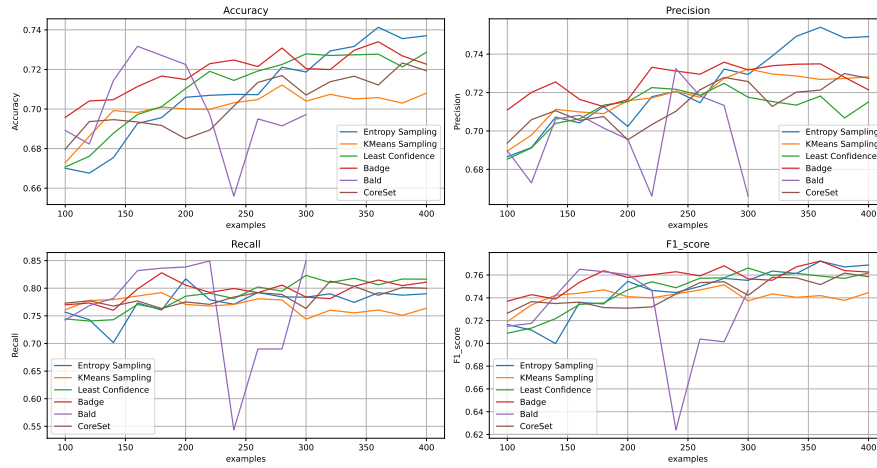 Accuracy
0.74
0.72
0.70
0.68
0.66
Accuracy
100
150
200
250
300
350
400
examples
Entropy Sampling
KMeans Sampling
Least Confidence
Badge
Bald
CoreSet
Precision
0.74
0.72
0.70
0.68
Precision
100
150
200
250
300
350
400
examples
Entropy Sampling
KMeans Sampling
Least Confidence
Badge
Bald
CoreSet
Recall
0.85
0.80
0.75
0.70
0.65
0.60
0.55
Recall
100
150
200
250
300
350
400
examples
Entropy Sampling
KMeans Sampling
Least Confidence
Badge
Bald
CoreSet
F1_score
0.76
0.74
0.72
0.70
0.68
0.66
0.64
0.62
F1_score
100
150
200
250
300
350
400
examples
Entropy Sampling
KMeans Sampling
Least Confidence
Badge
Bald
CoreSet